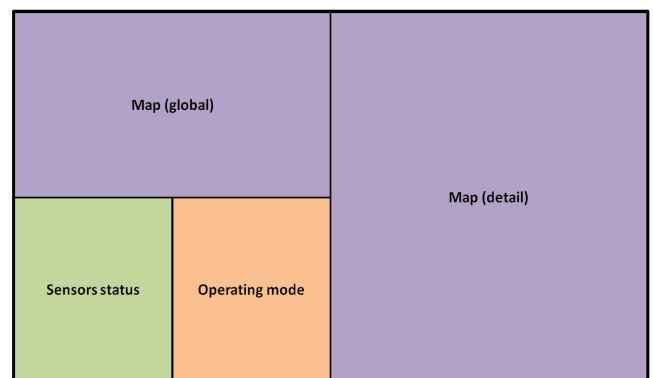 Map (global)
Map (detail)
Sensors status
Operating mode